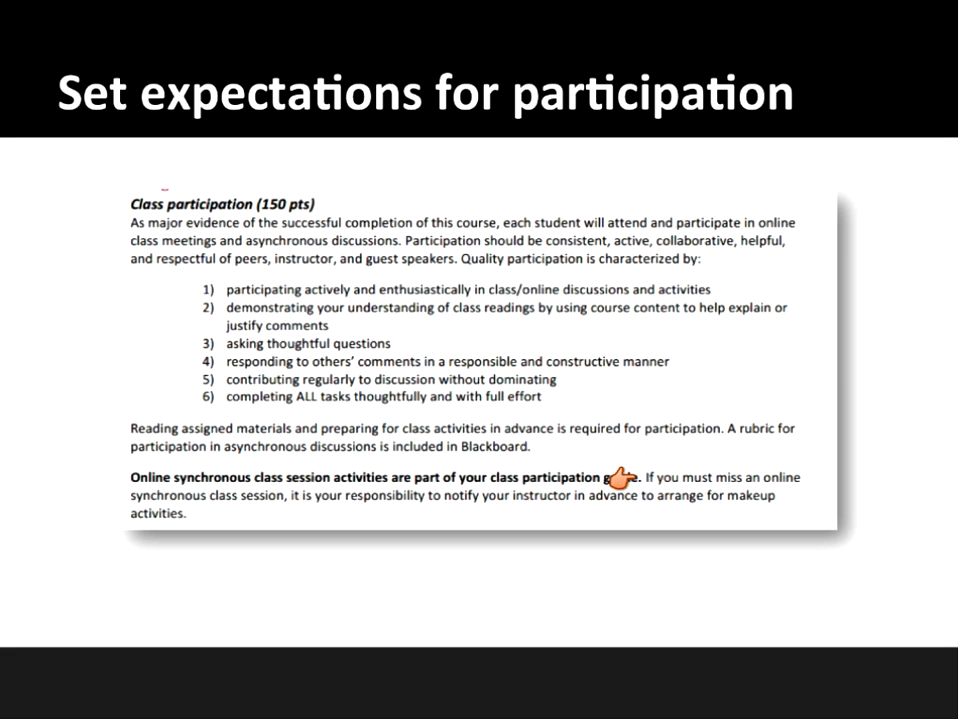 Set expectations for participation
Class participation (150 pts)
As major evidence of the successful completion of this course, each student will attend and participate in online
class meetings and asynchronous discussions. Participation should be consistent, active, collaborative, helpful,
and respectful of peers, instructor, and guest speakers. Quality participation is characterized by:
1) participating actively and enthusiastically in class/online discussions and activities
2) demonstrating your understanding of class readings by using course content to help explain or
justify comments
3) asking thoughtful questions
4) responding to others' comments in a responsible and constructive manner
5) contributing regularly to discussion without dominating
6) completing ALL tasks thoughtfully and with full effort
Reading assigned materials and preparing for class activities in advance is required for participation. A rubric for
participation in asynchronous discussions is included in Blackboard.
Online synchronous class session activities are part of your class participation If you must miss an online
synchronous class session, it is your responsibility to notify your instructor in advance to arrange for makeup
activities.